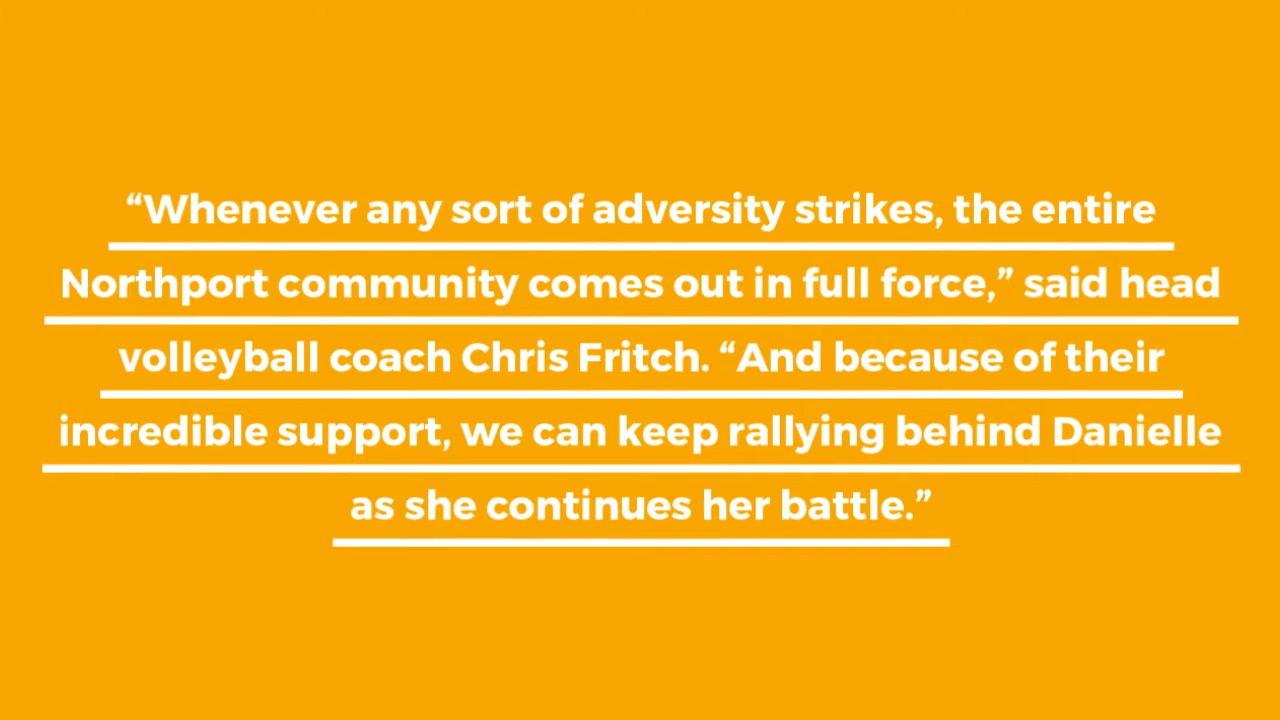 “Whenever any sort of adversity strikes, the entire
Northport community comes out in full force,” said head
volleyball coach Chris Fritch. “And because of their
incredible support, we can keep rallying behind Danielle
as she continues her battle.”